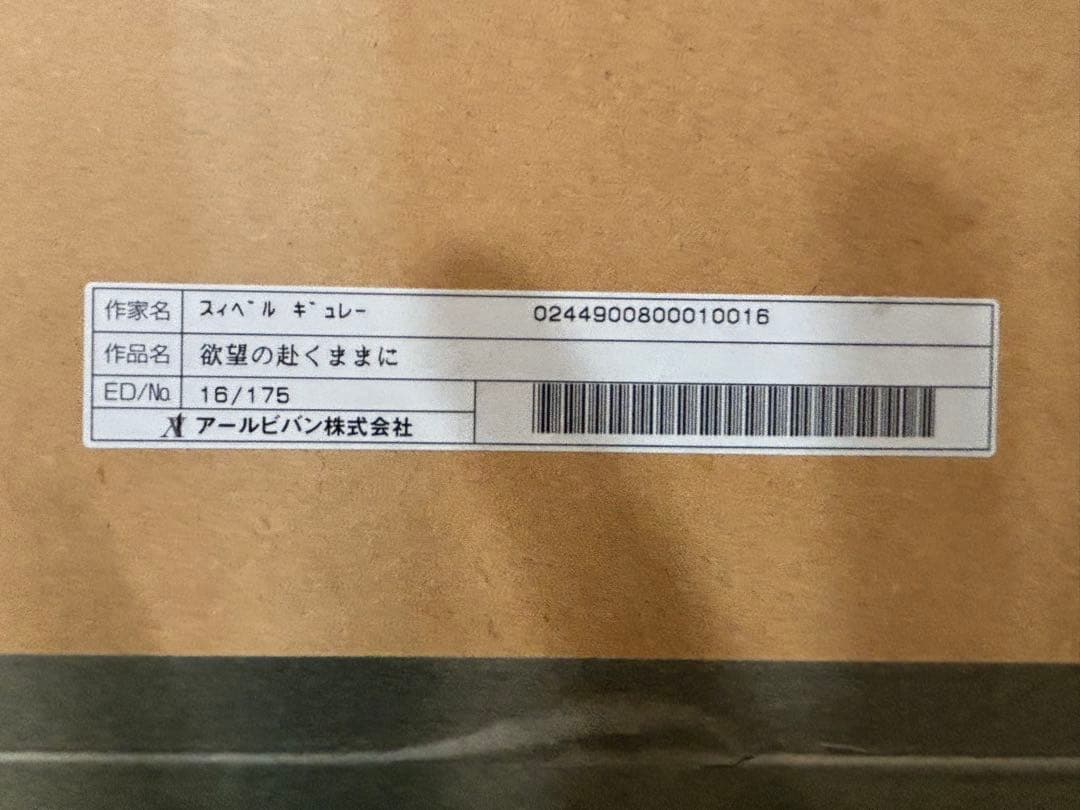 作家名 スィベル ギュレー 0244900800010016
作品名 欲望の赴くままに
ED/No. 16/175
アールビバン株式会社